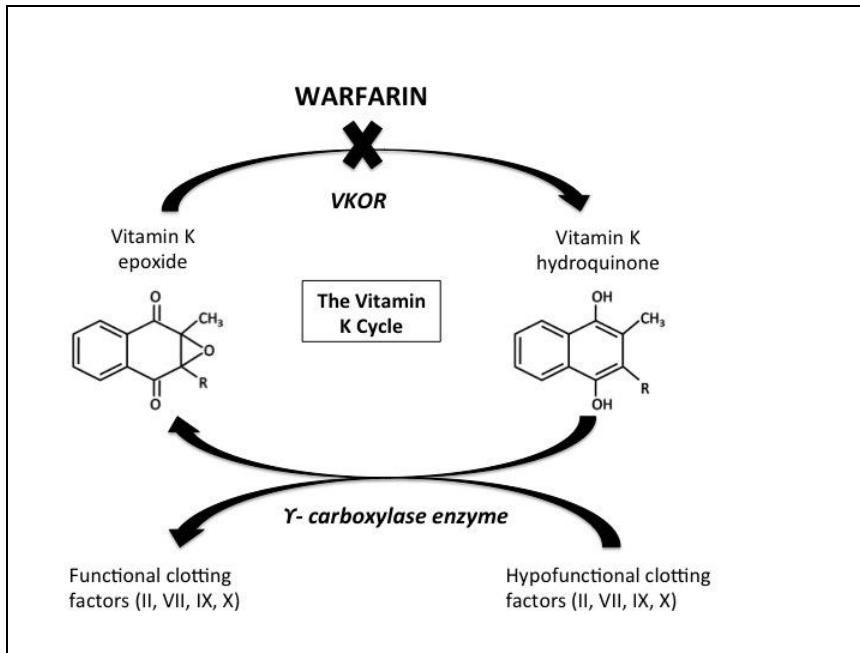 WARFARIN
VKOR
Vitamin K
epoxide
Vitamin K
hydroquinone
The Vitamin
K Cycle
O
CH3
O
R
O
OH
CH3
R
OH
ϒ- carboxylase enzyme
Functional clotting
factors (II, VII, IX, X)
Hypofunctional clotting
factors (II, VII, IX, X)